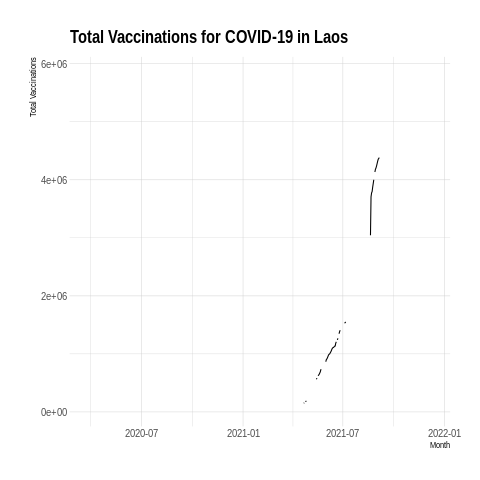 Total Vaccinations for COVID-19 in Laos
Total Vaccinations
6e+06
4e+06
2e+06
0e+00
2020-07
2021-01
2021-07
2022-01
Month